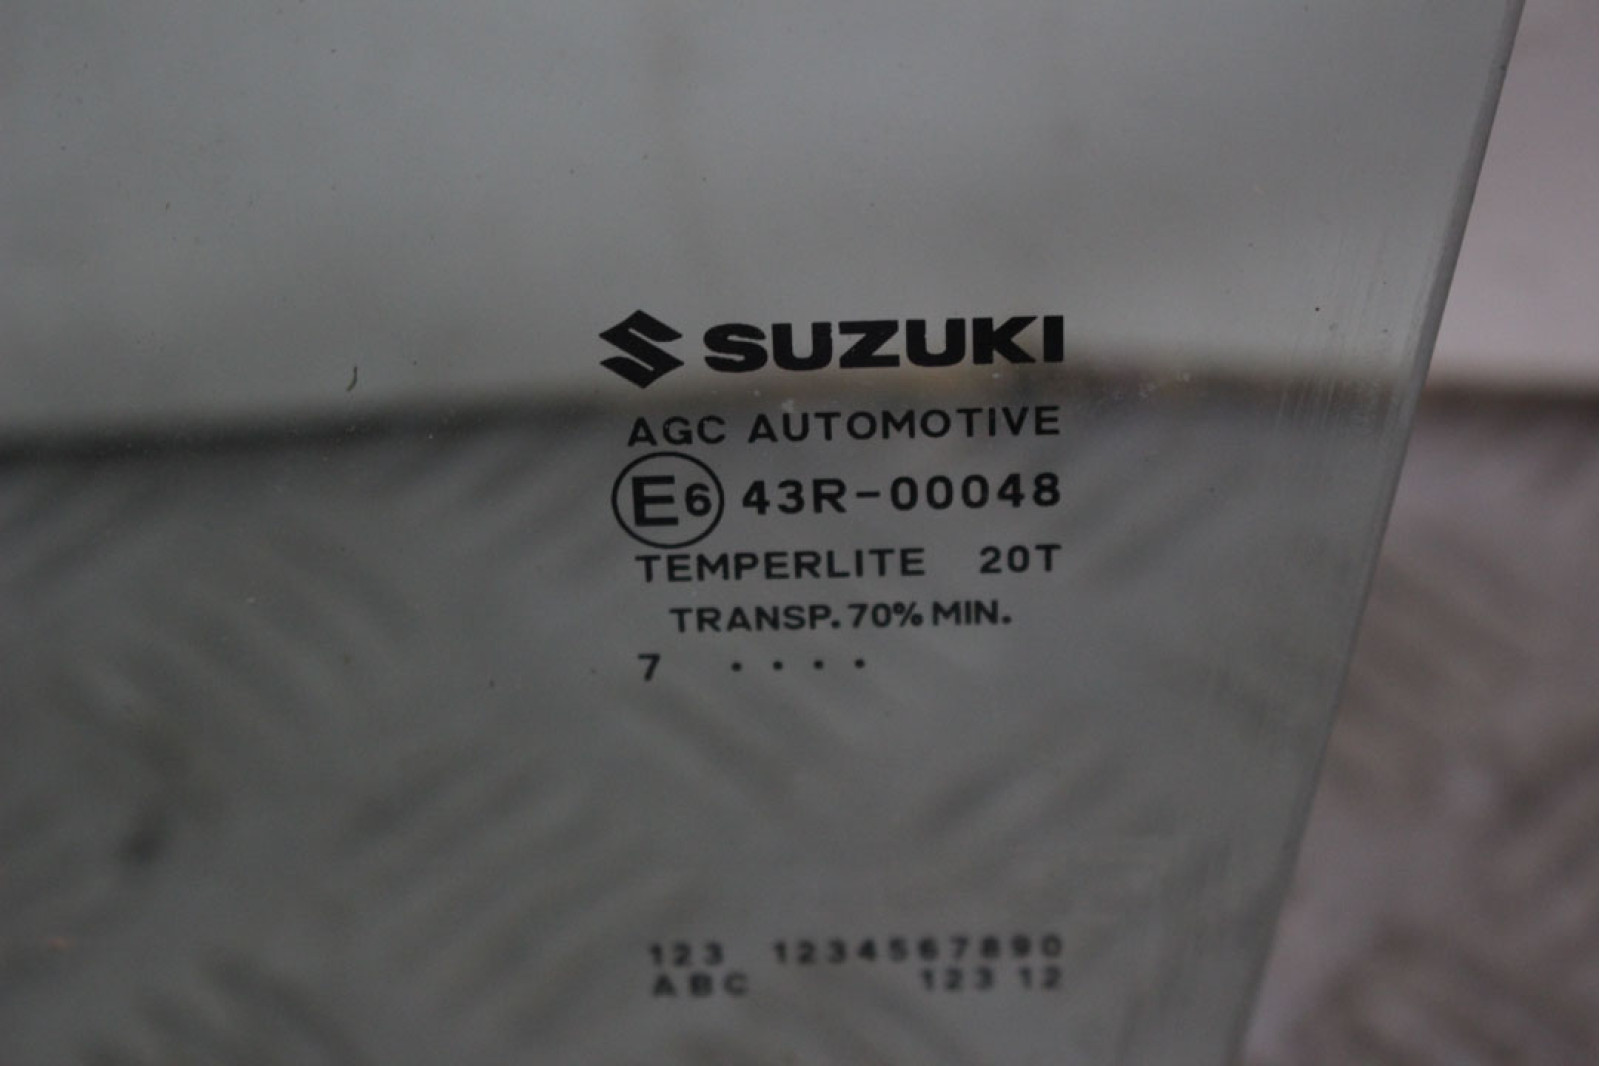 SUZUKI
AGC AUTOMOTIVE
E6 43R-00048
TEMPERLITE 20T
TRANSP. 70% MIN.
7 . . . .
123 1234567890
ABC 123 12